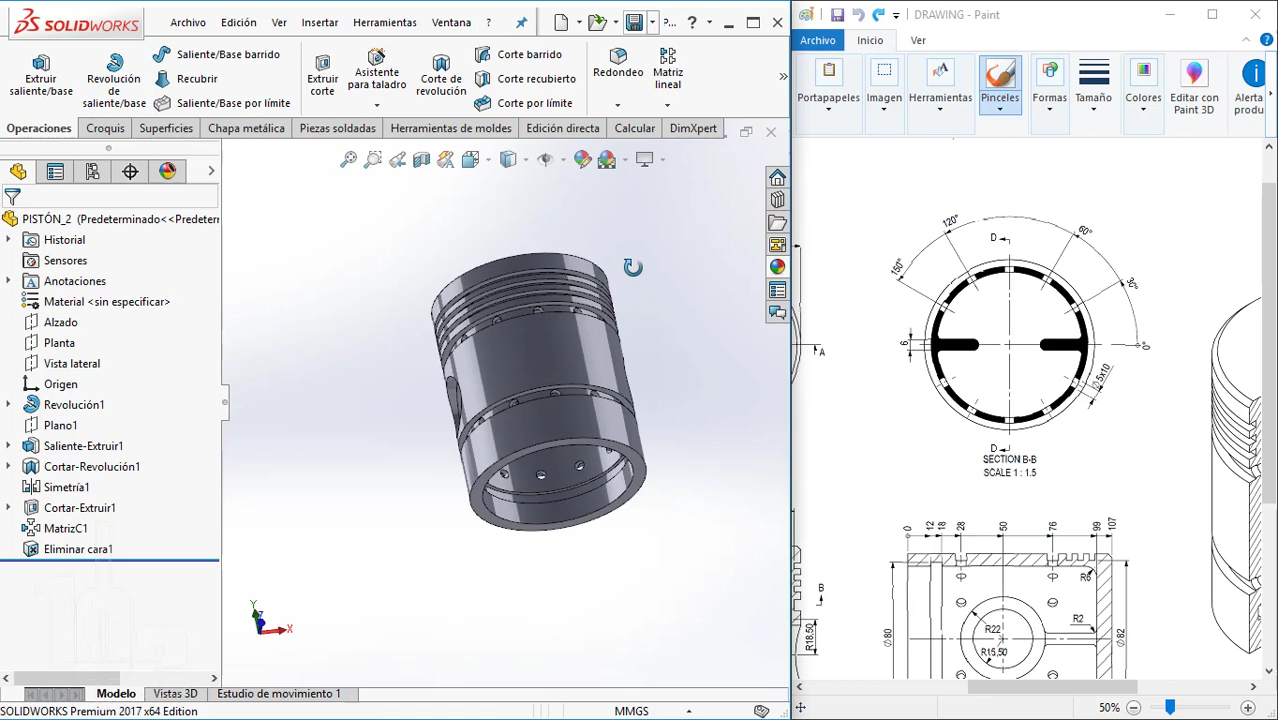 SOLIDWORKS
Archivo Edición Ver Insertar Herramientas Ventana ? P... ?
Extruir saliente/base
Revolución de saliente/base
Saliente/Base barrido
Recubrir
Saliente/Base por límite
Extruir corte
Asistente para taladro
Corte de revolución
Corte barrido
Corte recubierto
Corte por límite
Redondeo
Matriz lineal
Operaciones Croquis Superficies Chapa metálica Piezas soldadas Herramientas de moldes Edición directa Calcular DimXpert
PISTÓN_2 (Predeterminado<<Predeter
Historial
Sensores
Anotaciones
Material <sin especificar>
Alzado
Planta
Vista lateral
Origen
Revolución1
Plano1
Saliente-Extruir1
Cortar-Revolución1
Simetría1
Cortar-Extruir1
MatrizC1
Eliminar cara1
Y
X
Modelo Vistas 3D Estudio de movimiento 1
SOLIDWORKS Premium 2017 x64 Edition MMGS
DRAWING - Paint
Archivo Inicio Ver
Portapapeles
Imagen
Herramientas
Pinceles
Formas
Tamaño
Colores
Editar con Paint 3D
Alerta
produ
120°
D
60°
150°
30°
6
0°
A
∅5x10
D
SECTION B-B
SCALE 1 : 1.5
0 12 18 28 50 76 99 107
R6
B
R22
R2
R15,50
R18,50
∅80
∅82
50%